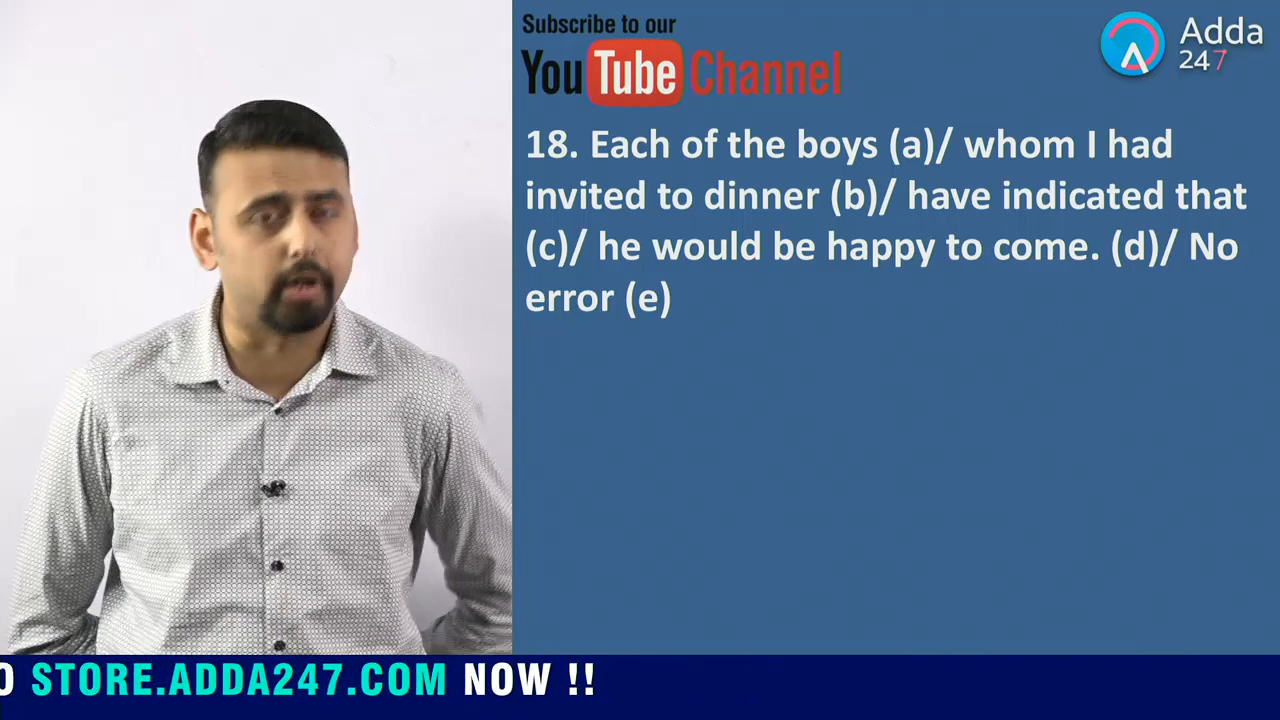 Subscribe to our
YouTube Channel
Adda
247
18. Each of the boys (a)/ whom I had
invited to dinner (b)/ have indicated that
(c)/ he would be happy to come. (d)/ No
error (e)
STORE.ADDA247.COM NOW !!